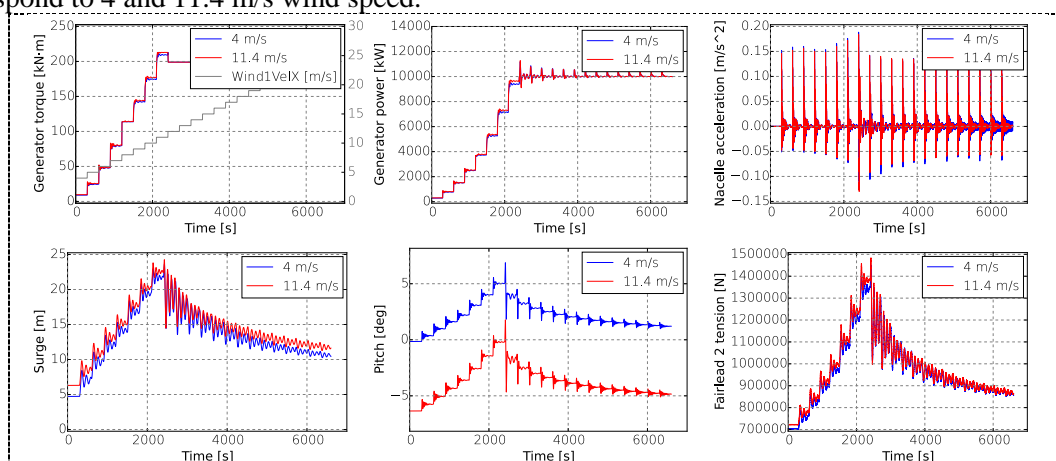 spond to 4 and 11.4 m/s wind speed.
Generator torque [kN·m]
250
200
150
100
50
0
30
25
20
15
10
5
0
4 m/s
11.4 m/s
Wind1VelX [m/s]
0 2000 4000 6000
Time [s]
Generator power [kW]
14000
12000
10000
8000
6000
4000
2000
0
4 m/s
11.4 m/s
0 2000 4000 6000
Time [s]
Nacelle acceleration [m/s^2]
0.20
0.15
0.10
0.05
0.00
−0.05
−0.10
−0.15
4 m/s
11.4 m/s
0 2000 4000 6000
Time [s]
Surge [m]
25
20
15
10
5
0
4 m/s
11.4 m/s
0 2000 4000 6000
Time [s]
Pitch [deg]
5
0
−5
4 m/s
11.4 m/s
0 2000 4000 6000
Time [s]
Fairlead 2 tension [N]
1500000
1400000
1300000
1200000
1100000
1000000
900000
800000
700000
4 m/s
11.4 m/s
0 2000 4000 6000
Time [s]